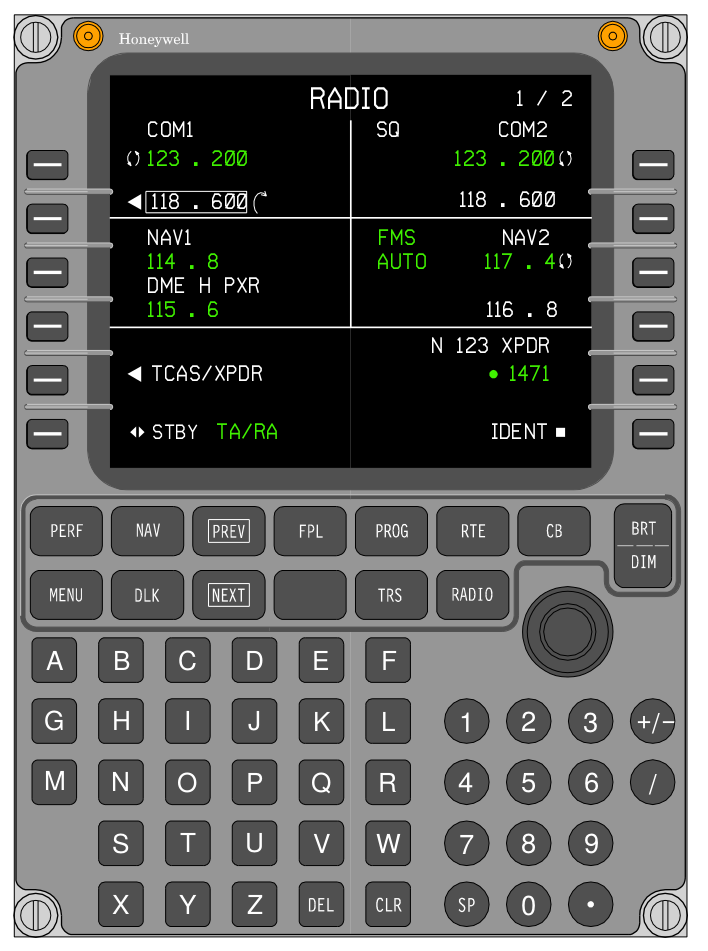 Honeywell
RADIO 1 / 2
COM1 SQ COM2
123 . 200 123 . 200
118 . 600 118 . 600
NAV1 FMS NAV2
114 . 8 AUTO 117 . 4
DME H PXR
115 . 6 116 . 8
N 123 XPDR
TCAS/XPDR 1471
STBY TA/RA IDENT
PERF NAV PREV FPL PROG RTE CB BRT
DIM
MENU DLK NEXT TRS RADIO
A B C D E F
G H I J K L 1 2 3 +/-
M N O P Q R 4 5 6 /
S T U V W 7 8 9
X Y Z DEL CLR SP 0 •